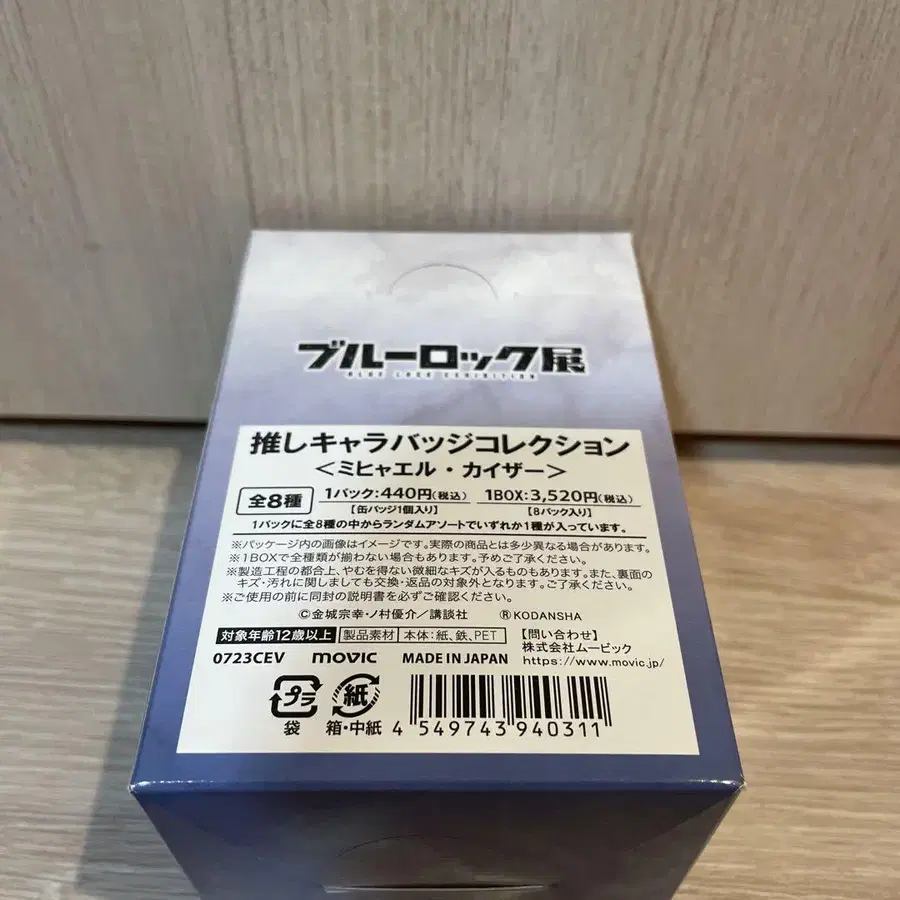 ブルーロック展
BLUE LOCK EXHIBITION
推しキャラバッジコレクション
＜ミヒャエル・カイザー＞
全8種 1パック:440円(税込) 1BOX:3,520円(税込)
【缶バッジ1個入り】 【8パック入り】
1パックに全8種の中からランダムアソートでいずれか1種が入っています。
※パッケージ内の画像はイメージです。実際の商品とは多少異なる場合があります。
※1BOXで全種類が揃わない場合もあります。予めご了承ください。
※製造工程の都合上、やむを得ない微細なキズが入るものもあります。また、裏面の
キズ・汚れに関しましても交換・返品の対象外となります。ご了承ください。
※ご使用の前に同封の説明書を必ずご確認ください。
©金城宗幸・ノ村優介／講談社 ®KODANSHA
対象年齢12歳以上 製品素材 本体:紙、鉄、PET 【問い合わせ】
株式会社ムービック
0723CEV movic MADE IN JAPAN https://www.movic.jp/
プラ 紙
袋 箱・中紙 4 549743 940311